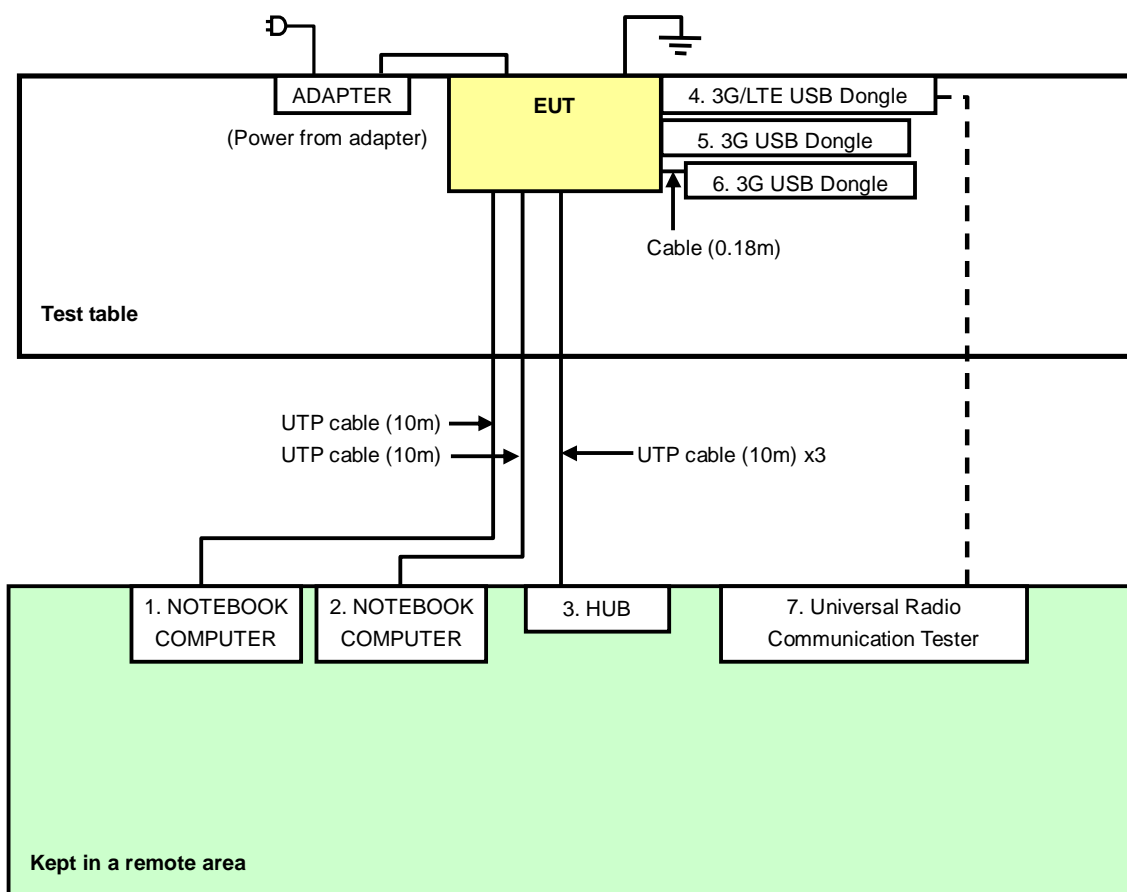 ADAPTER
(Power from adapter)
EUT
4. 3G/LTE USB Dongle
5. 3G USB Dongle
6. 3G USB Dongle
Cable (0.18m)
Test table
UTP cable (10m)
UTP cable (10m)
UTP cable (10m) x3
1. NOTEBOOK
COMPUTER
2. NOTEBOOK
COMPUTER
3. HUB
7. Universal Radio
Communication Tester
Kept in a remote area